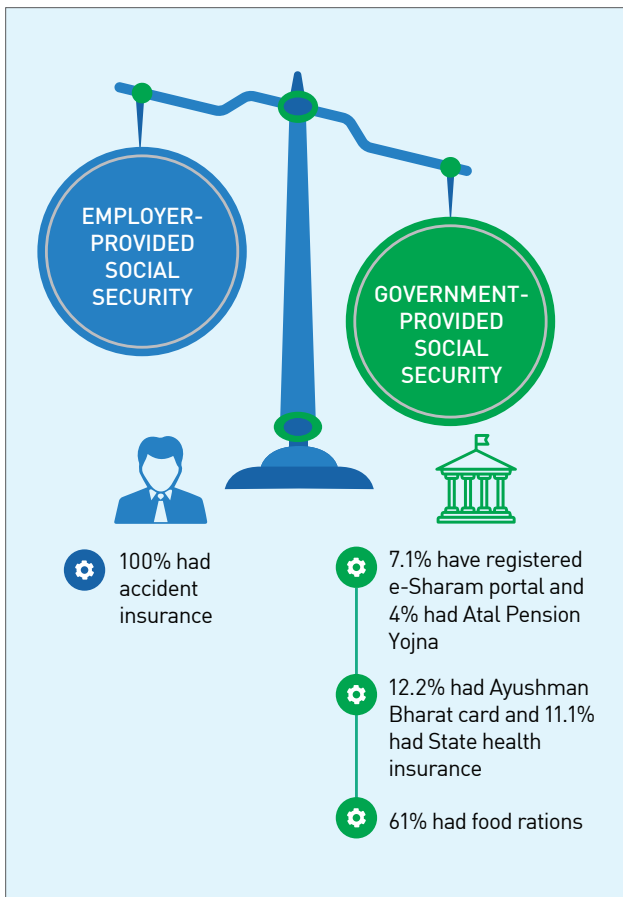 EMPLOYER-
PROVIDED
SOCIAL
SECURITY
GOVERNMENT-
PROVIDED
SOCIAL
SECURITY
100% had
accident
insurance
7.1% have registered
e-Sharam portal and
4% had Atal Pension
Yojna
12.2% had Ayushman
Bharat card and 11.1%
had State health
insurance
61% had food rations